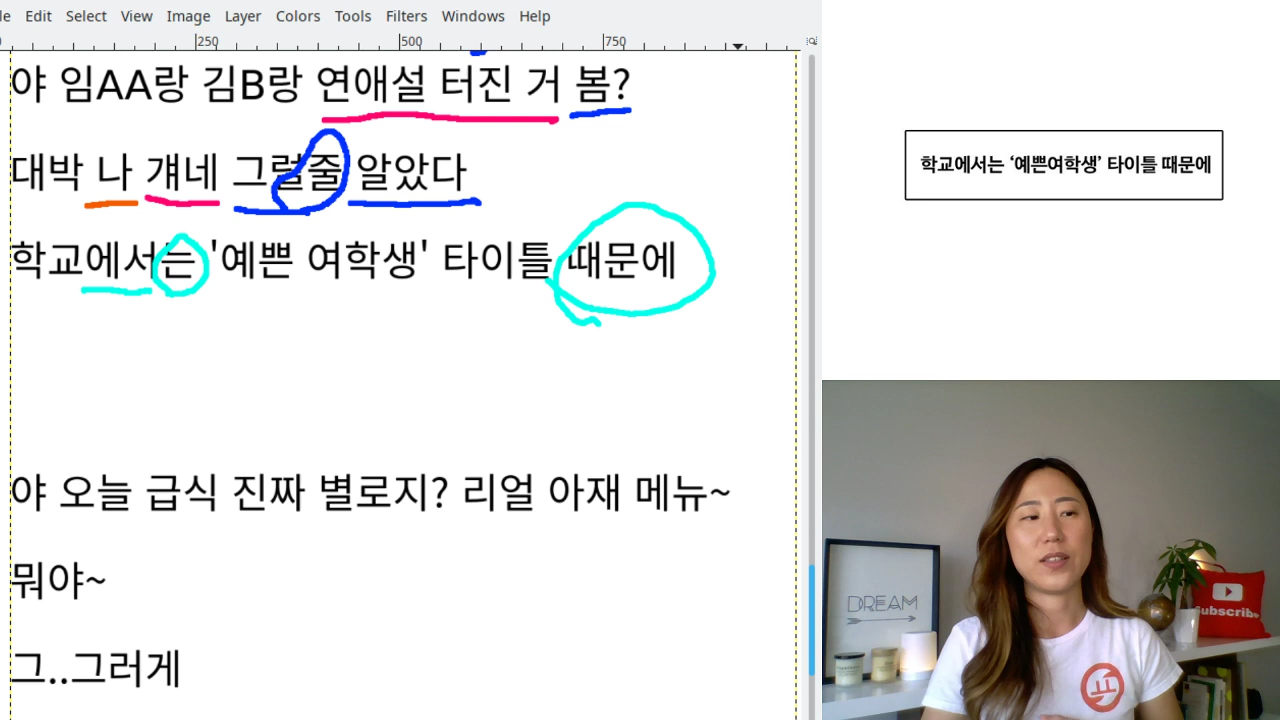 le Edit Select View Image Layer Colors Tools Filters Windows Help
250 500 750
야 임AA랑 김B랑 연애설 터진 거 봄?
대박 나 걔네 그럴줄 알았다
학교에서는 '예쁜 여학생' 타이틀 때문에
야 오늘 급식 진짜 별로지? 리얼 아재 메뉴~
뭐야~
그..그러게
학교에서는 ‘예쁜여학생’ 타이틀 때문에
DREAM
Subscribe